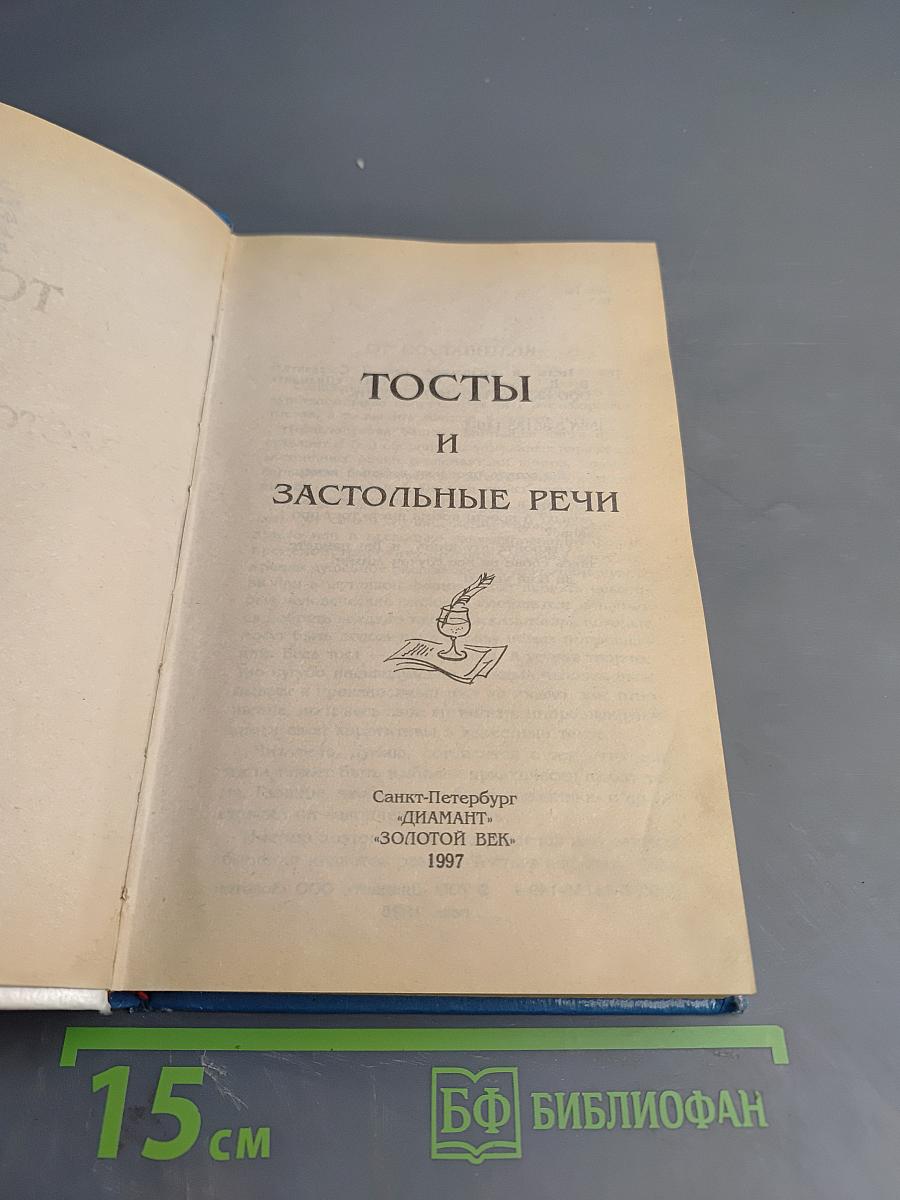 ТОСТЫ
И
ЗАСТОЛЬНЫЕ РЕЧИ
Санкт-Петербург
«ДИАМАНТ»
«ЗОЛОТОЙ ВЕК»
1997
15 см
БФ БИБЛИОФАН